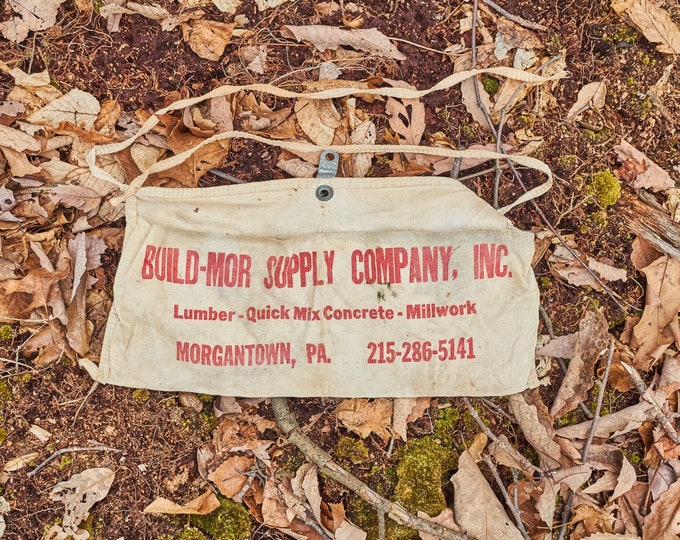 BUILD-MOR SUPPLY COMPANY, INC.
Lumber - Quick Mix Concrete - Millwork
MORGANTOWN, PA. 215-286-5141